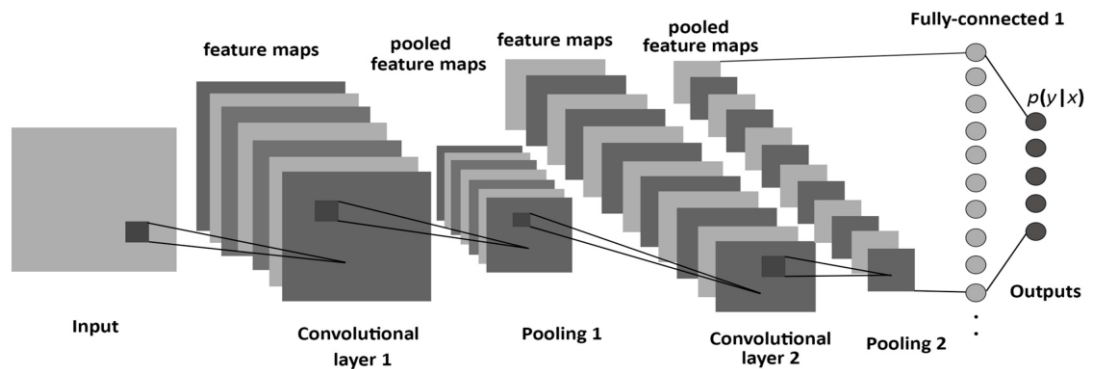 Fully-connected 1
feature maps
pooled
feature maps
feature maps
pooled
feature maps
p(y|x)
Input
Convolutional
layer 1
Pooling 1
Convolutional
layer 2
Pooling 2
Outputs